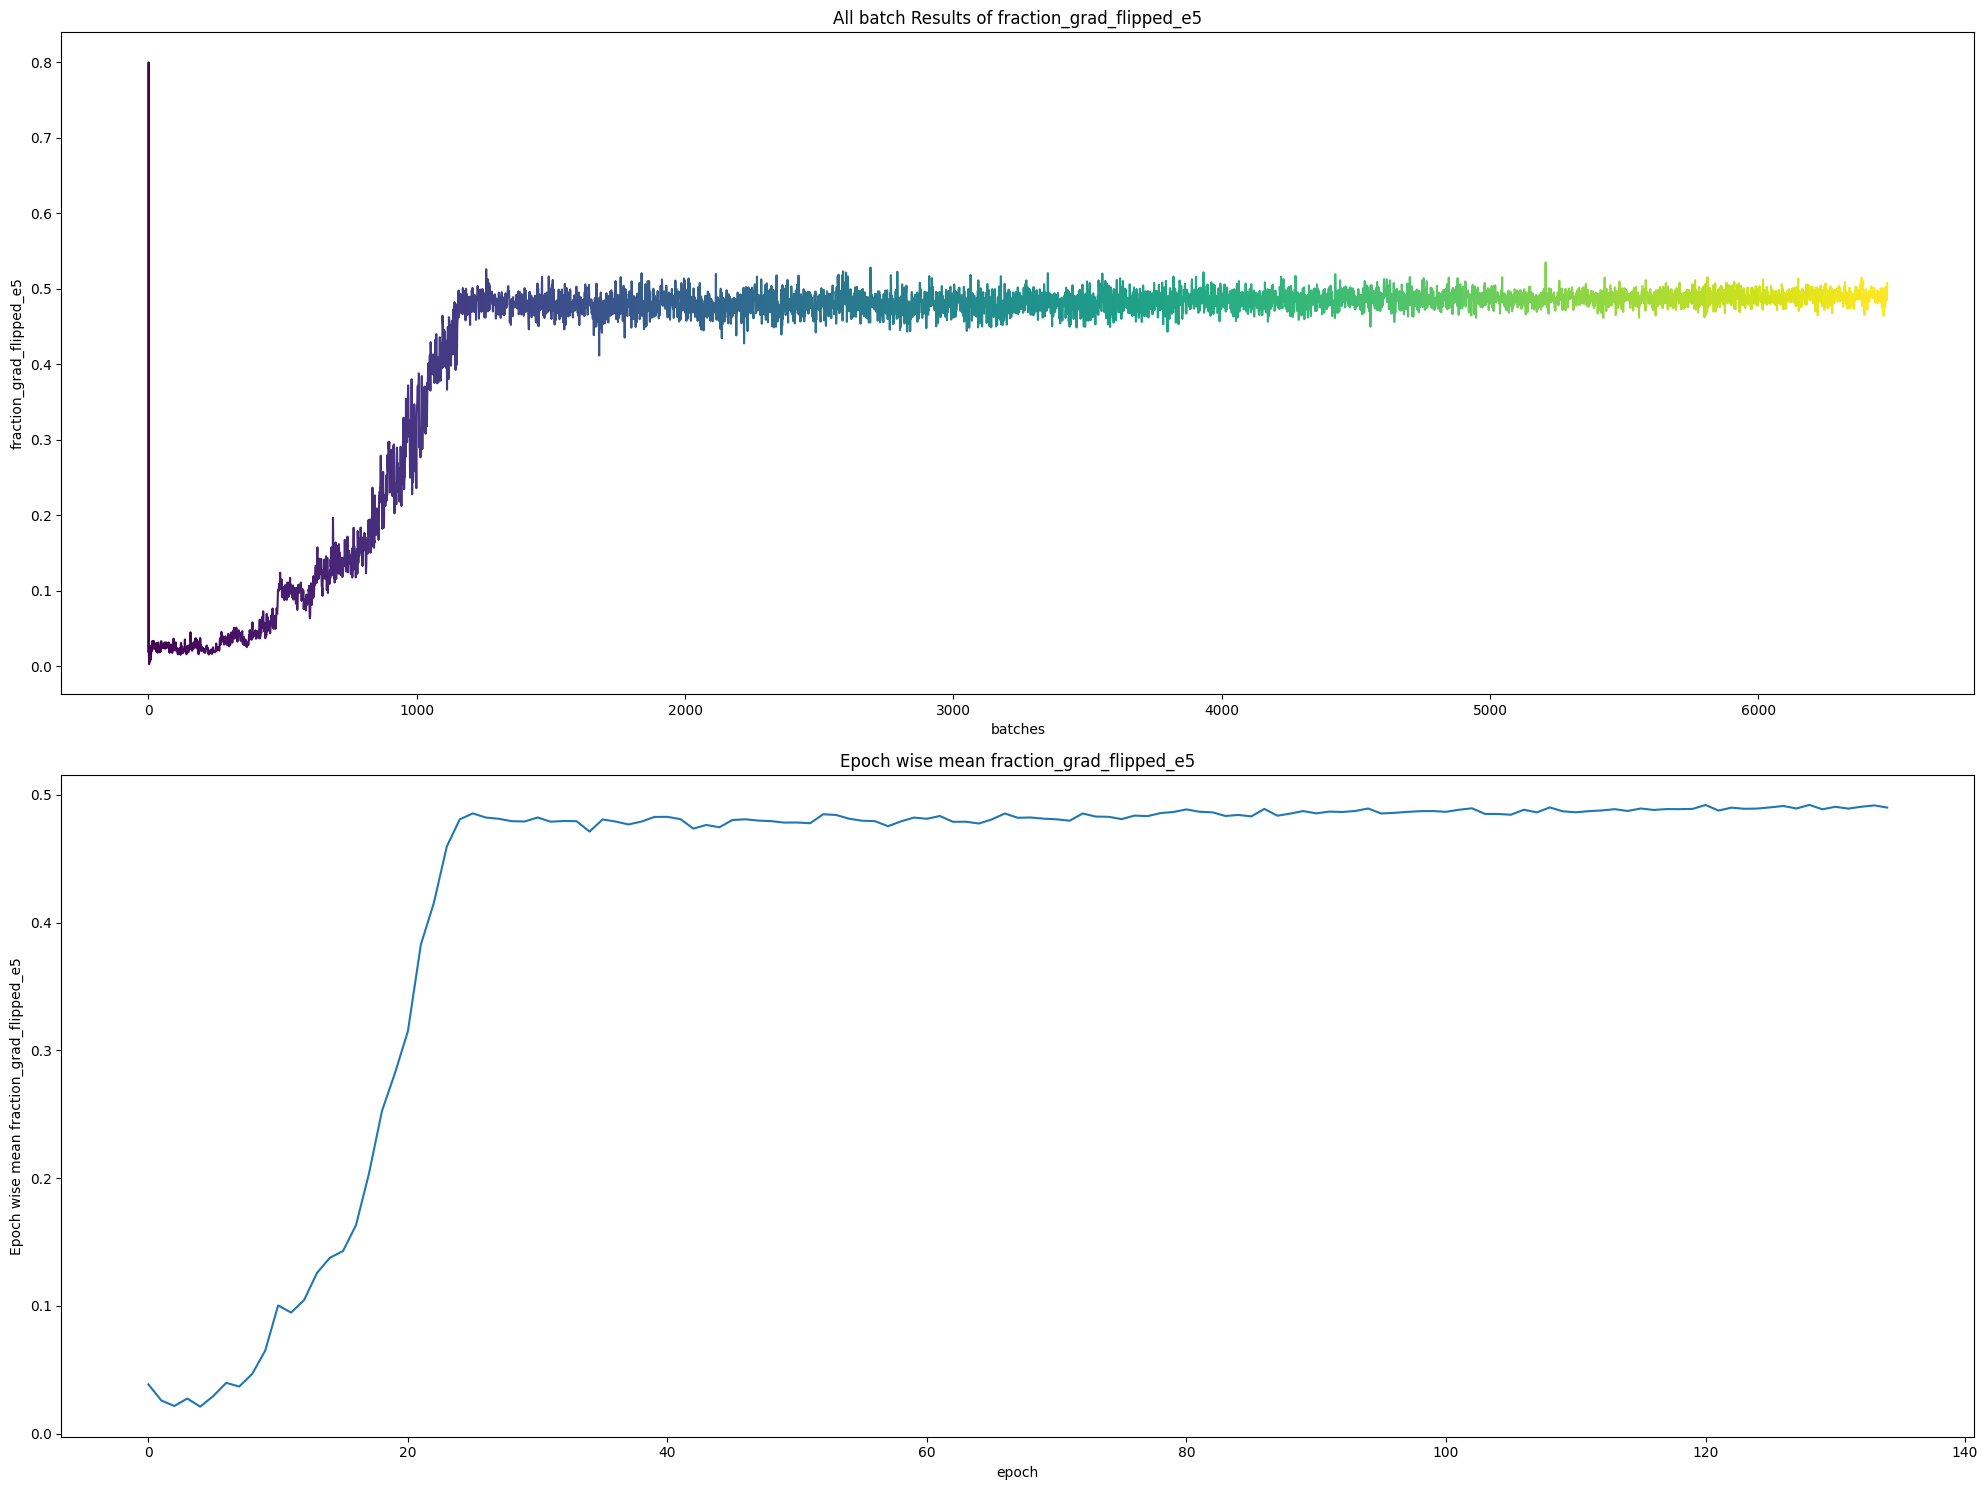 All batch Results of fraction_grad_flipped_e5
0.8
0.7
0.6
0.5
0.4
0.3
0.2
0.1
0.0
fraction_grad_flipped_e5
0 1000 2000 3000 4000 5000 6000
batches
Epoch wise mean fraction_grad_flipped_e5
0.5
0.4
0.3
0.2
0.1
0.0
Epoch wise mean fraction_grad_flipped_e5
0 20 40 60 80 100 120 140
epoch